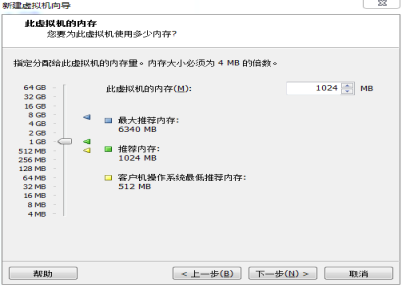 新建虚拟机向导
此虚拟机的内存
您要为此虚拟机使用多少内存?
指定分配给此虚拟机的内存量。内存大小必须为 4 MB 的倍数。
64 GB
32 GB
16 GB
8 GB
4 GB
2 GB
1 GB
512 MB
256 MB
128 MB
64 MB
32 MB
16 MB
8 MB
4 MB
此虚拟机的内存(M): 1024 MB
最大推荐内存:
6340 MB
推荐内存:
1024 MB
客户机操作系统最低推荐内存:
512 MB
帮助 < 上一步(B) 下一步(N) > 取消